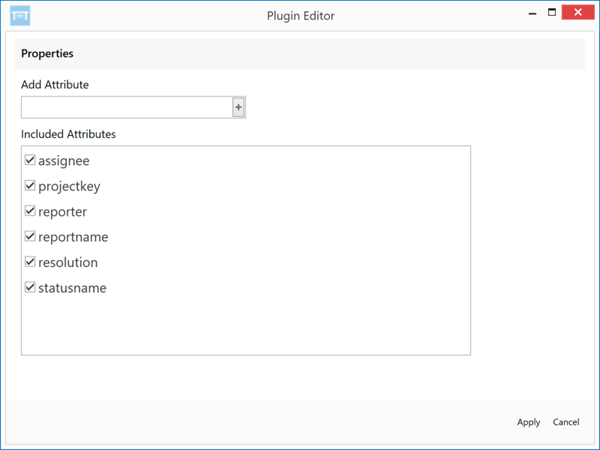 Plugin Editor
Properties
Add Attribute
+
Included Attributes
assignee
projectkey
reporter
reportname
resolution
statusname
Apply Cancel